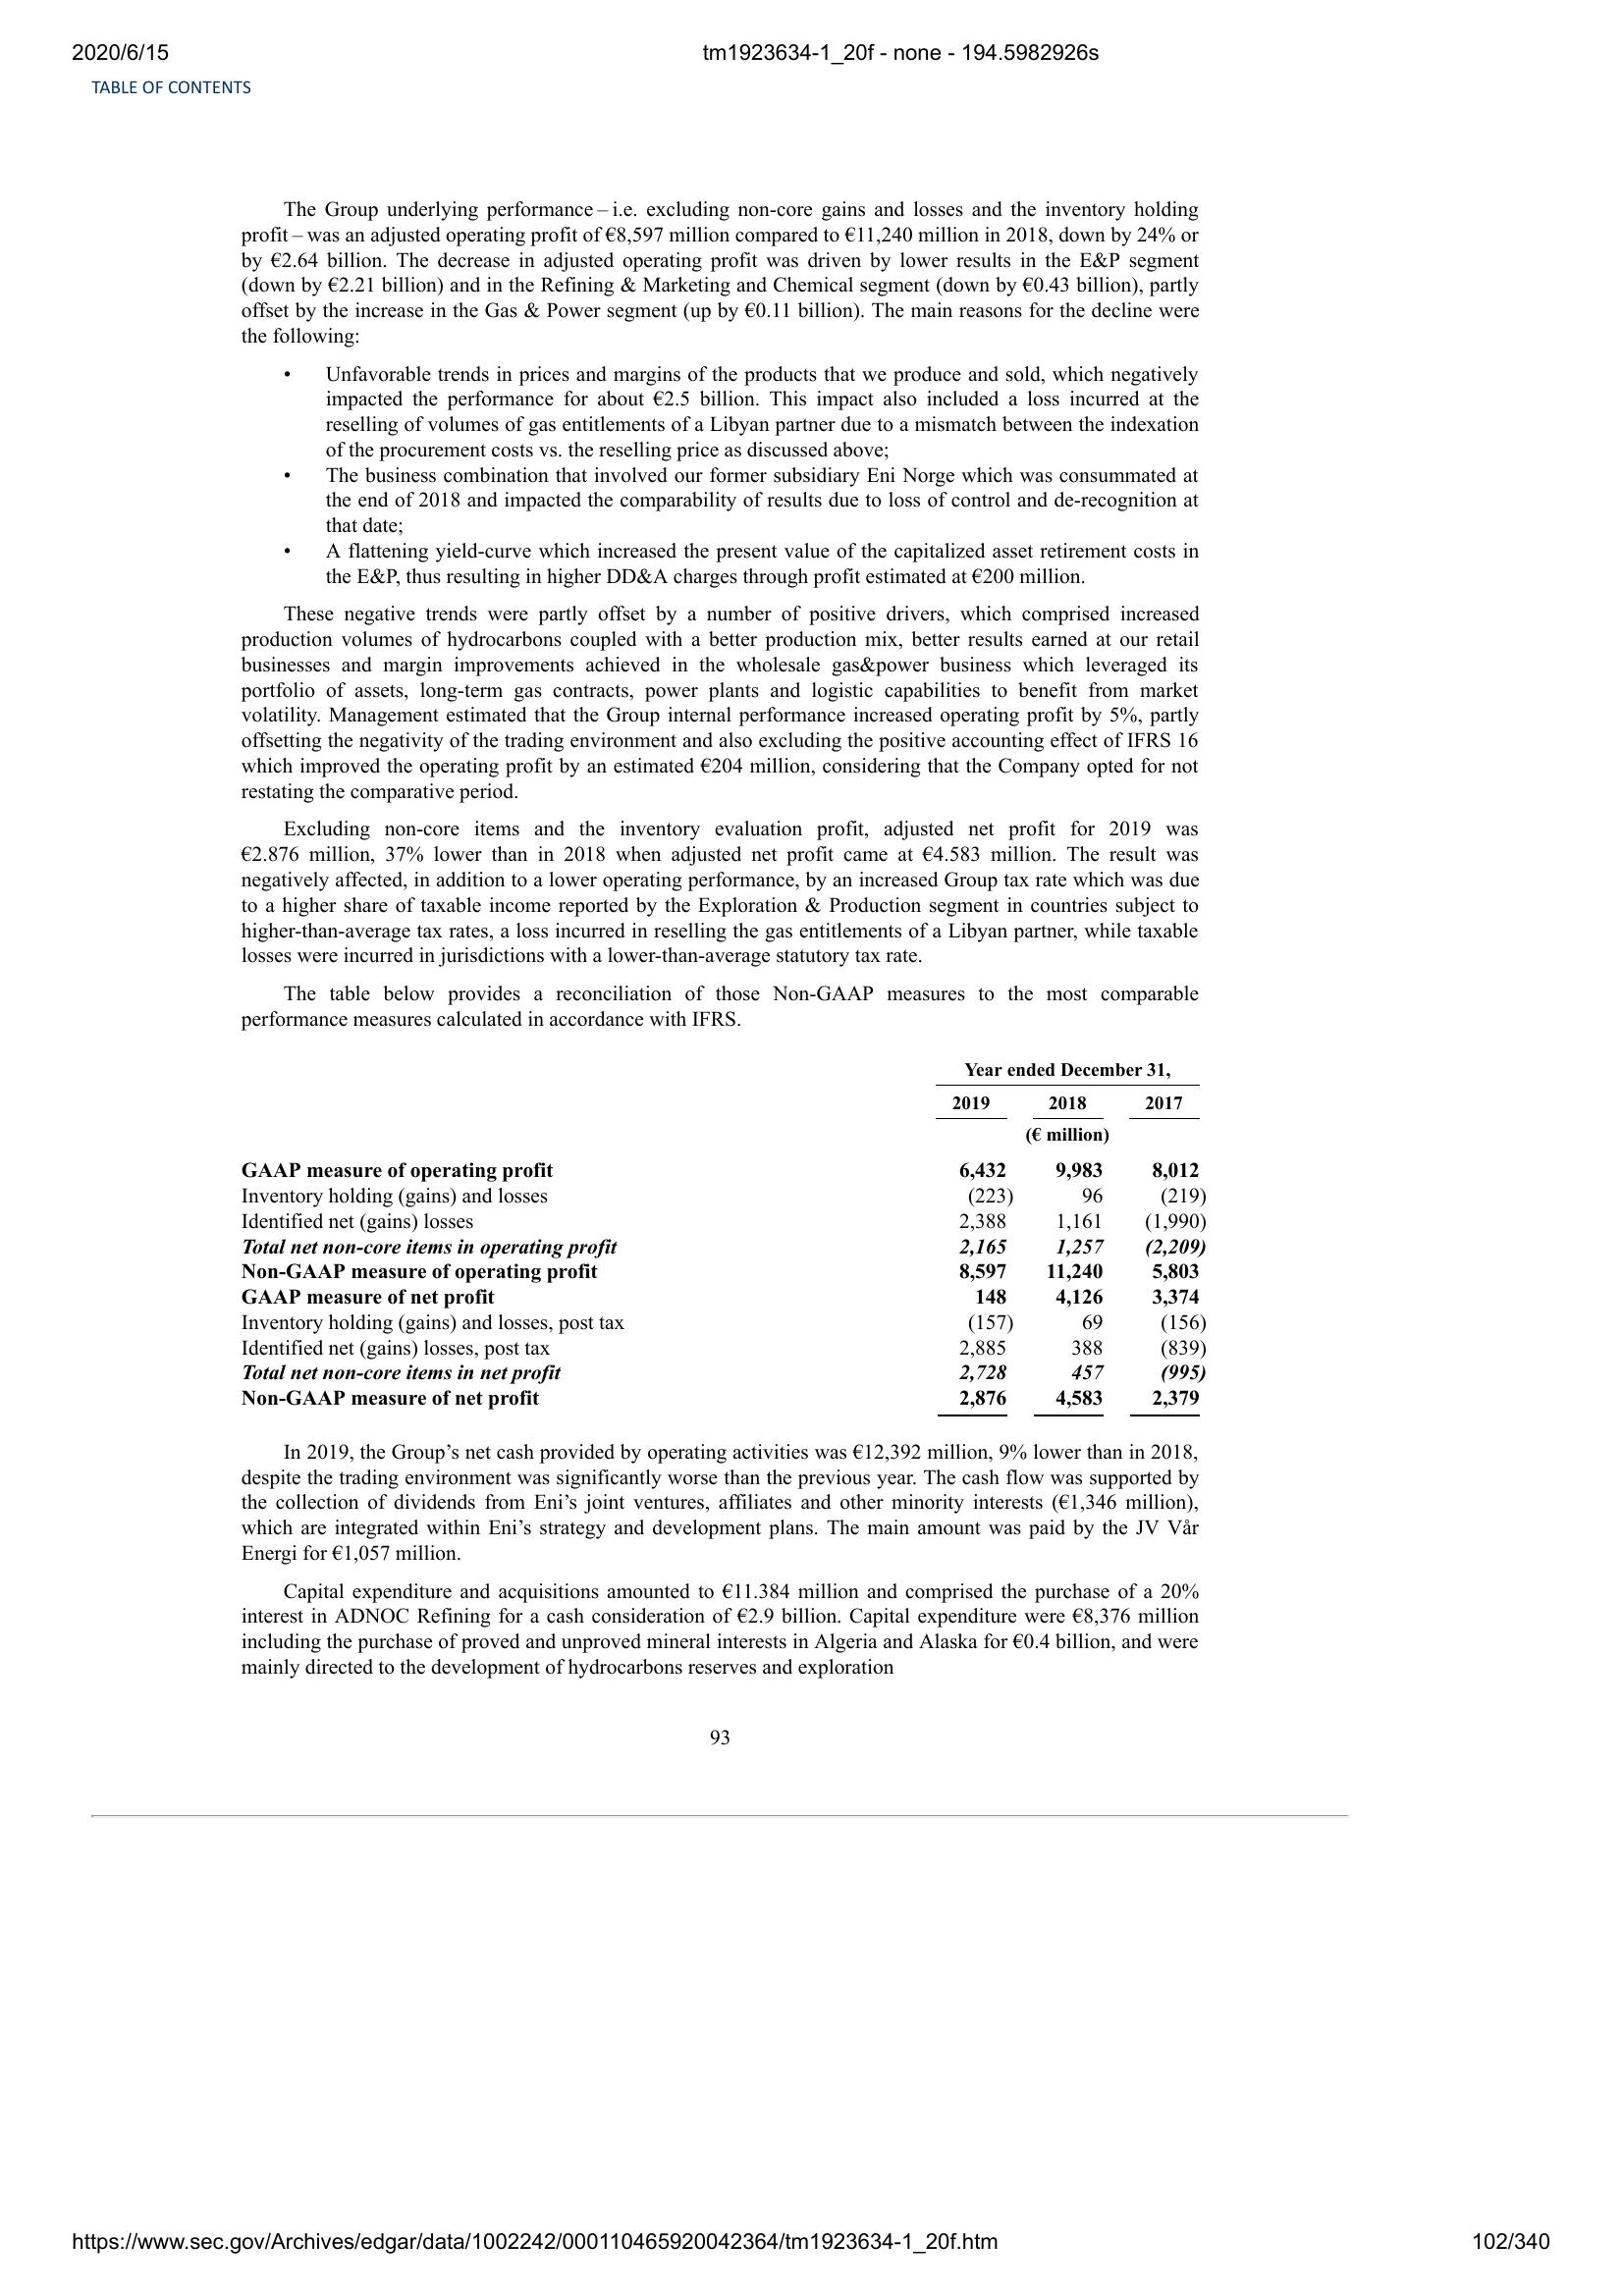 2020/6/15 tm1923634-1_20f - none - 194.5982926s
TABLE OF CONTENTS
The Group underlying performance – i.e. excluding non-core gains and losses and the inventory holding
profit – was an adjusted operating profit of €8,597 million compared to €11,240 million in 2018, down by 24% or
by €2.64 billion. The decrease in adjusted operating profit was driven by lower results in the E&P segment
(down by €2.21 billion) and in the Refining & Marketing and Chemical segment (down by €0.43 billion), partly
offset by the increase in the Gas & Power segment (up by €0.11 billion). The main reasons for the decline were
the following:
• Unfavorable trends in prices and margins of the products that we produce and sold, which negatively
impacted the performance for about €2.5 billion. This impact also included a loss incurred at the
reselling of volumes of gas entitlements of a Libyan partner due to a mismatch between the indexation
of the procurement costs vs. the reselling price as discussed above;
• The business combination that involved our former subsidiary Eni Norge which was consummated at
the end of 2018 and impacted the comparability of results due to loss of control and de-recognition at
that date;
• A flattening yield-curve which increased the present value of the capitalized asset retirement costs in
the E&P, thus resulting in higher DD&A charges through profit estimated at €200 million.
These negative trends were partly offset by a number of positive drivers, which comprised increased
production volumes of hydrocarbons coupled with a better production mix, better results earned at our retail
businesses and margin improvements achieved in the wholesale gas&power business which leveraged its
portfolio of assets, long-term gas contracts, power plants and logistic capabilities to benefit from market
volatility. Management estimated that the Group internal performance increased operating profit by 5%, partly
offsetting the negativity of the trading environment and also excluding the positive accounting effect of IFRS 16
which improved the operating profit by an estimated €204 million, considering that the Company opted for not
restating the comparative period.
Excluding non-core items and the inventory evaluation profit, adjusted net profit for 2019 was
€2.876 million, 37% lower than in 2018 when adjusted net profit came at €4.583 million. The result was
negatively affected, in addition to a lower operating performance, by an increased Group tax rate which was due
to a higher share of taxable income reported by the Exploration & Production segment in countries subject to
higher-than-average tax rates, a loss incurred in reselling the gas entitlements of a Libyan partner, while taxable
losses were incurred in jurisdictions with a lower-than-average statutory tax rate.
The table below provides a reconciliation of those Non-GAAP measures to the most comparable
performance measures calculated in accordance with IFRS.
Year ended December 31,
2019 2018 2017
(€ million)
GAAP measure of operating profit 6,432 9,983 8,012
Inventory holding (gains) and losses (223) 96 (219)
Identified net (gains) losses 2,388 1,161 (1,990)
Total net non-core items in operating profit 2,165 1,257 (2,209)
Non-GAAP measure of operating profit 8,597 11,240 5,803
GAAP measure of net profit 148 4,126 3,374
Inventory holding (gains) and losses, post tax (157) 69 (156)
Identified net (gains) losses, post tax 2,885 388 (839)
Total net non-core items in net profit 2,728 457 (995)
Non-GAAP measure of net profit 2,876 4,583 2,379
In 2019, the Group’s net cash provided by operating activities was €12,392 million, 9% lower than in 2018,
despite the trading environment was significantly worse than the previous year. The cash flow was supported by
the collection of dividends from Eni’s joint ventures, affiliates and other minority interests (€1,346 million),
which are integrated within Eni’s strategy and development plans. The main amount was paid by the JV Vår
Energi for €1,057 million.
Capital expenditure and acquisitions amounted to €11.384 million and comprised the purchase of a 20%
interest in ADNOC Refining for a cash consideration of €2.9 billion. Capital expenditure were €8,376 million
including the purchase of proved and unproved mineral interests in Algeria and Alaska for €0.4 billion, and were
mainly directed to the development of hydrocarbons reserves and exploration
93
https://www.sec.gov/Archives/edgar/data/1002242/000110465920042364/tm1923634-1_20f.htm 102/340